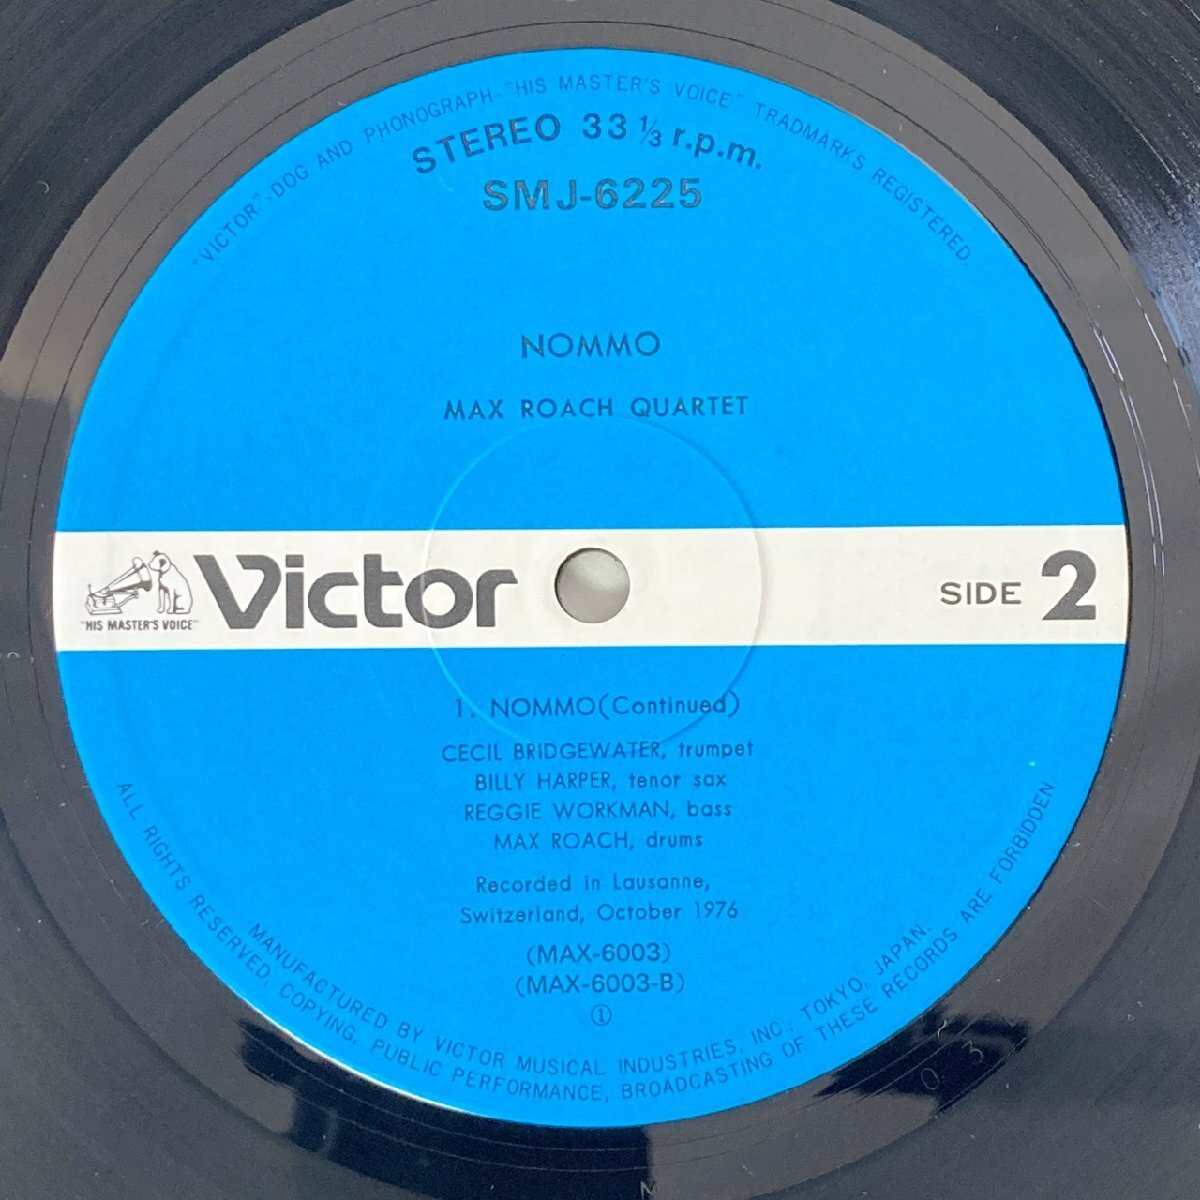 "VICTOR"-DOG AND PHONOGRAPH-"HIS MASTER'S VOICE" TRADMARKS REGISTERED.
STEREO 33 ⅓ r.p.m.
SMJ-6225
NOMMO
MAX ROACH QUARTET
"HIS MASTER'S VOICE"
Victor
SIDE 2
1. NOMMO(Continued)
CECIL BRIDGEWATER, trumpet
BILLY HARPER, tenor sax
REGGIE WORKMAN, bass
MAX ROACH, drums
Recorded in Lausanne,
Switzerland, October 1976
(MAX-6003)
(MAX-6003-B)
①
MANUFACTURED BY VICTOR MUSICAL INDUSTRIES, INC., TOKYO, JAPAN.
ALL RIGHTS RESERVED, COPYING, PUBLIC PERFORMANCE, BROADCASTING OF THESE RECORDS ARE FORBIDDEN.